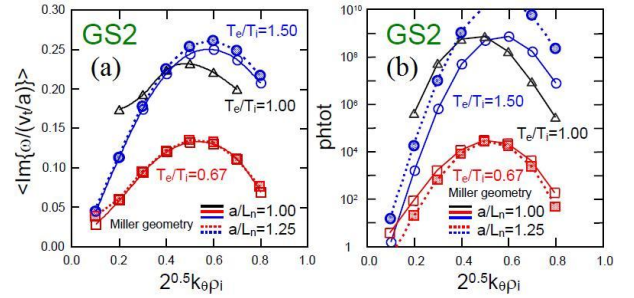 GS2
(a)
T_e/T_i=1.50
T_e/T_i=1.00
T_e/T_i=0.67
Miller geometry
a/L_n=1.00
a/L_n=1.25
<Im{ω/(v_t/a)}>
0.30
0.25
0.20
0.15
0.10
0.05
0.00
0.0 0.2 0.4 0.6 0.8 1.0
2^0.5 k_θρ_i
GS2
(b)
T_e/T_i=1.50
T_e/T_i=1.00
T_e/T_i=0.67
Miller geometry
a/L_n=1.00
a/L_n=1.25
phtot
10^10
10^8
10^6
10^4
10^2
1
0.0 0.2 0.4 0.6 0.8 1.0
2^0.5 k_θρ_i